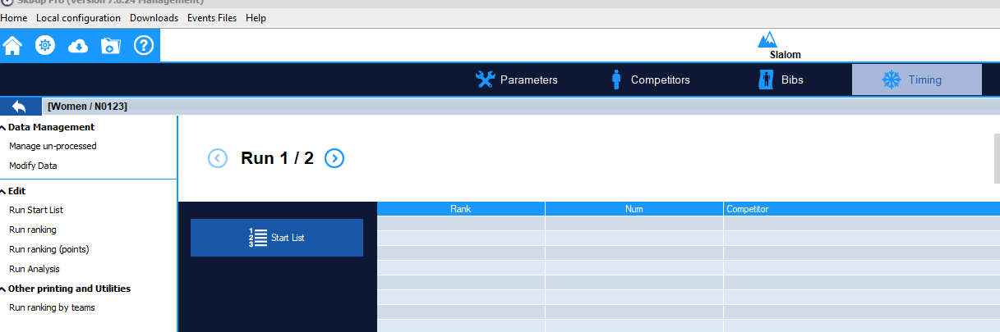 SkiAlp Pro (Version 7.0.24 Management)
Home Local configuration Downloads Events Files Help
Slalom
Parameters Competitors Bibs Timing
[Women / N0123]
Data Management
Manage un-processed
Modify Data
Edit
Run Start List
Run ranking
Run ranking (points)
Run Analysis
Other printing and Utilities
Run ranking by teams
Run 1 / 2
Start List
Rank Num Competitor